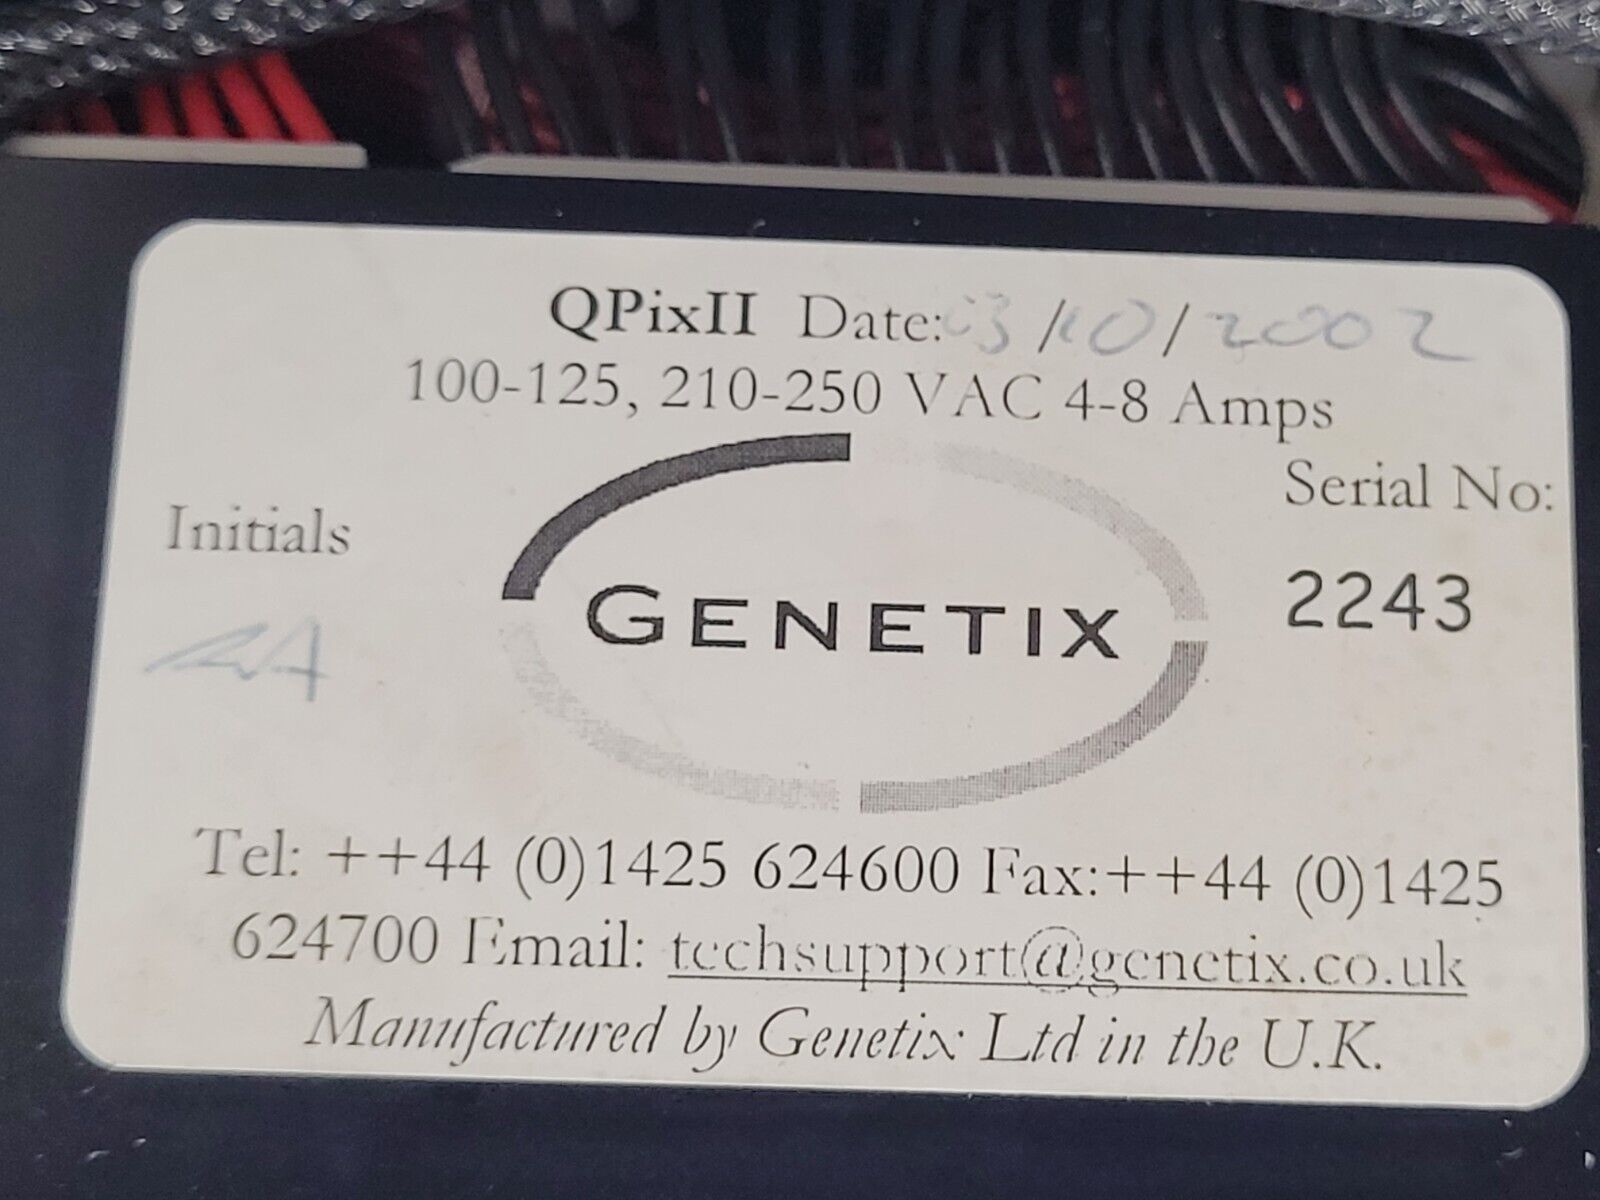 QPixII Date: 03/10/2002
100-125, 210-250 VAC 4-8 Amps
Serial No:
2243
Initials
GENETIX
Tel: ++44 (0)1425 624600 Fax:++44 (0)1425
624700 Email: techsupport@genetix.co.uk
Manufactured by Genetix Ltd in the U.K.